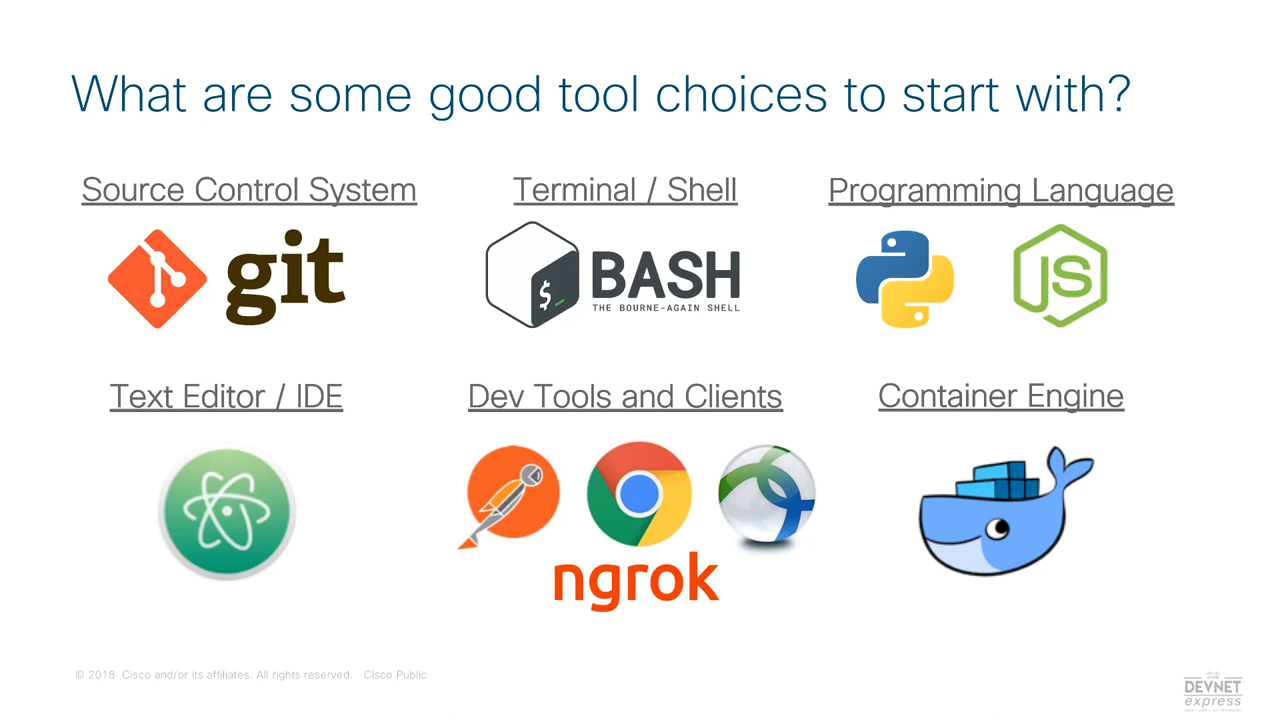 What are some good tool choices to start with?
Source Control System
Terminal / Shell
Programming Language
git
$_
BASH
THE BOURNE-AGAIN SHELL
JS
Text Editor / IDE
Dev Tools and Clients
Container Engine
ngrok
© 2018 Cisco and/or its affiliates. All rights reserved. Cisco Public
DEVNET
express